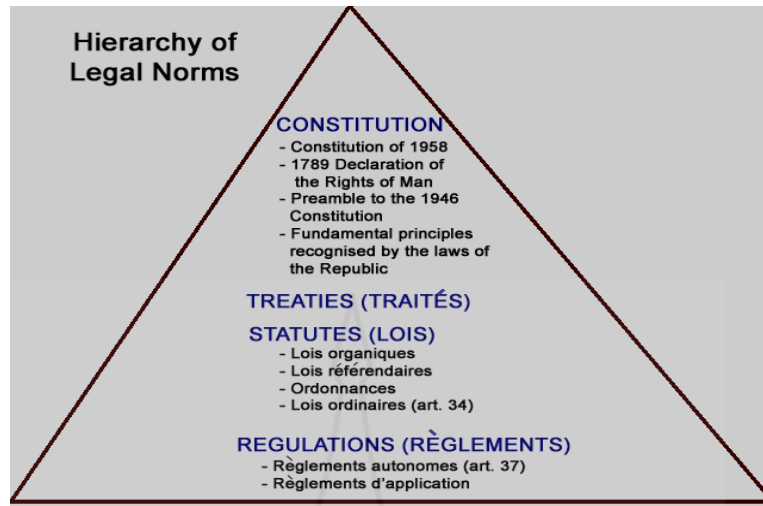 Hierarchy of
Legal Norms
CONSTITUTION
- Constitution of 1958
- 1789 Declaration of
the Rights of Man
- Preamble to the 1946
Constitution
- Fundamental principles
recognised by the laws of
the Republic
TREATIES (TRAITÉS)
STATUTES (LOIS)
- Lois organiques
- Lois référendaires
- Ordonnances
- Lois ordinaires (art. 34)
REGULATIONS (RÈGLEMENTS)
- Règlements autonomes (art. 37)
- Règlements d'application